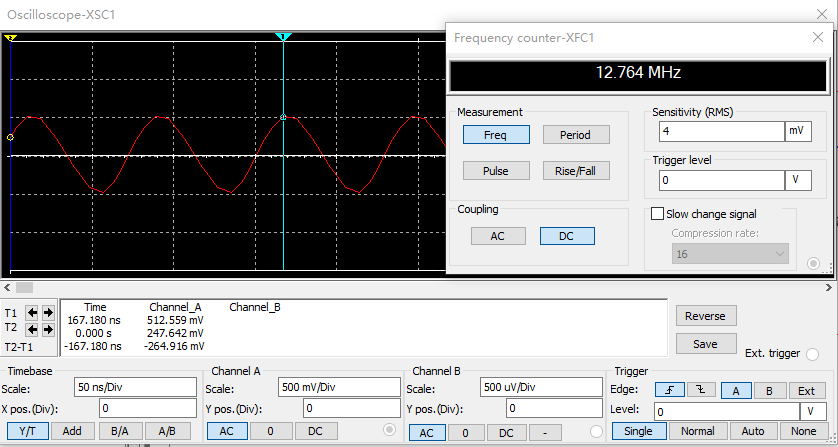 Oscilloscope-XSC1
Frequency counter-XFC1
12.764 MHz
Measurement
Freq
Period
Pulse
Rise/Fall
Coupling
AC
DC
Sensitivity (RMS)
4
mV
Trigger level
0
V
Slow change signal
Compression rate:
16
2
1
T1
T2
T2-T1
Time Channel_A Channel_B
167.180 ns 512.559 mV
0.000 s 247.642 mV
-167.180 ns -264.916 mV
Reverse
Save
Ext. trigger
Timebase
Scale: 50 ns/Div
X pos.(Div): 0
Y/T Add B/A A/B
Channel A
Scale: 500 mV/Div
Y pos.(Div): 0
AC 0 DC
Channel B
Scale: 500 uV/Div
Y pos.(Div): 0
AC 0 DC -
Trigger
Edge: A B Ext
Level: 0 V
Single Normal Auto None